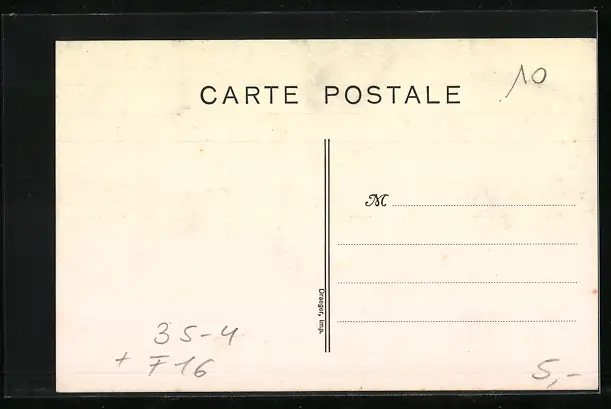 10
CARTE POSTALE
M
Draeger, imp.
35-4
+ F16
5,-